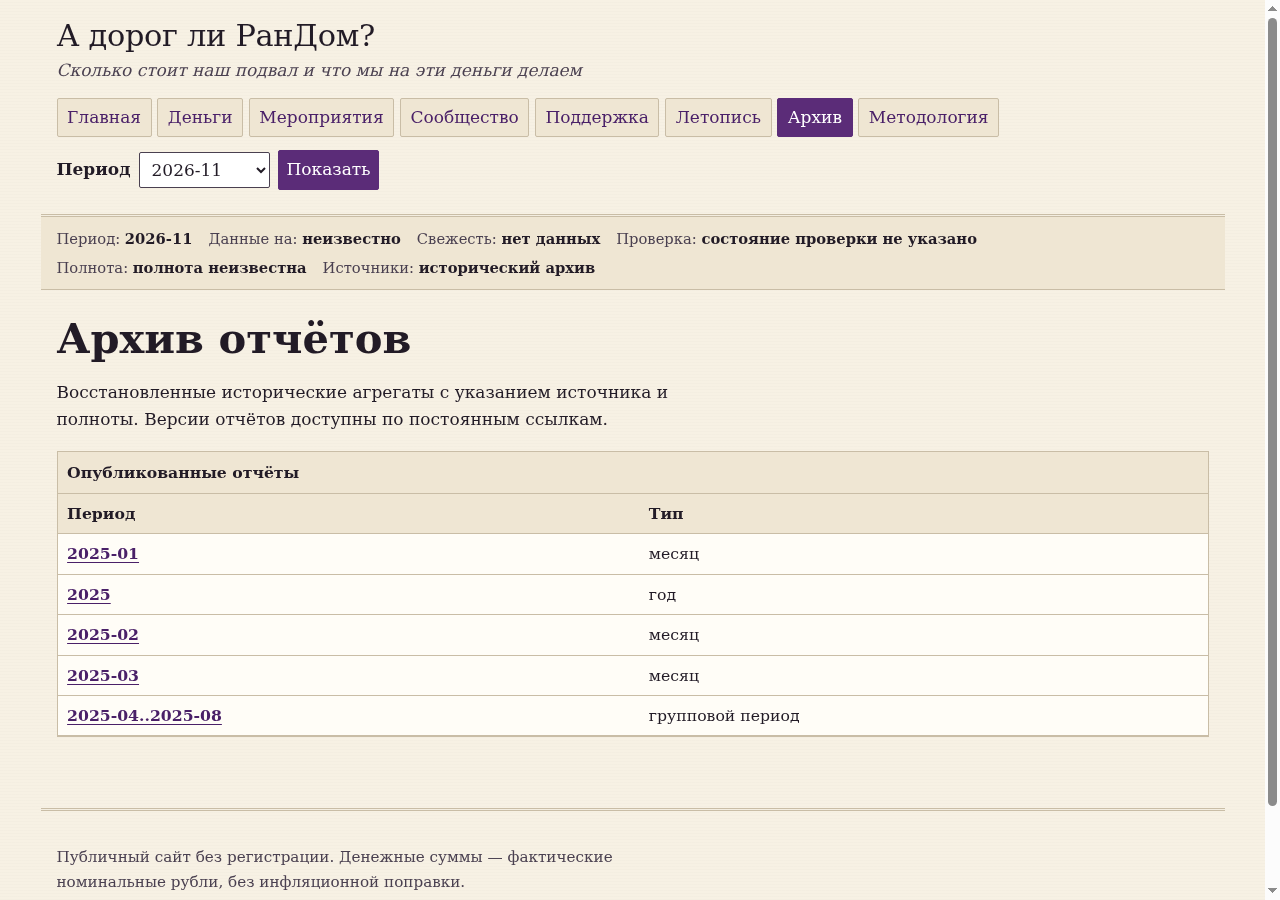 А дорог ли РанДом?
Сколько стоит наш подвал и что мы на эти деньги делаем
Главная Деньги Мероприятия Сообщество Поддержка Летопись Архив Методология
Период 2026-11 Показать
Период: 2026-11 Данные на: неизвестно Свежесть: нет данных Проверка: состояние проверки не указано
Полнота: полнота неизвестна Источники: исторический архив
Архив отчётов
Восстановленные исторические агрегаты с указанием источника и
полноты. Версии отчётов доступны по постоянным ссылкам.
Опубликованные отчёты
Период Тип
2025-01 месяц
2025 год
2025-02 месяц
2025-03 месяц
2025-04..2025-08 групповой период
Публичный сайт без регистрации. Денежные суммы — фактические
номинальные рубли, без инфляционной поправки.